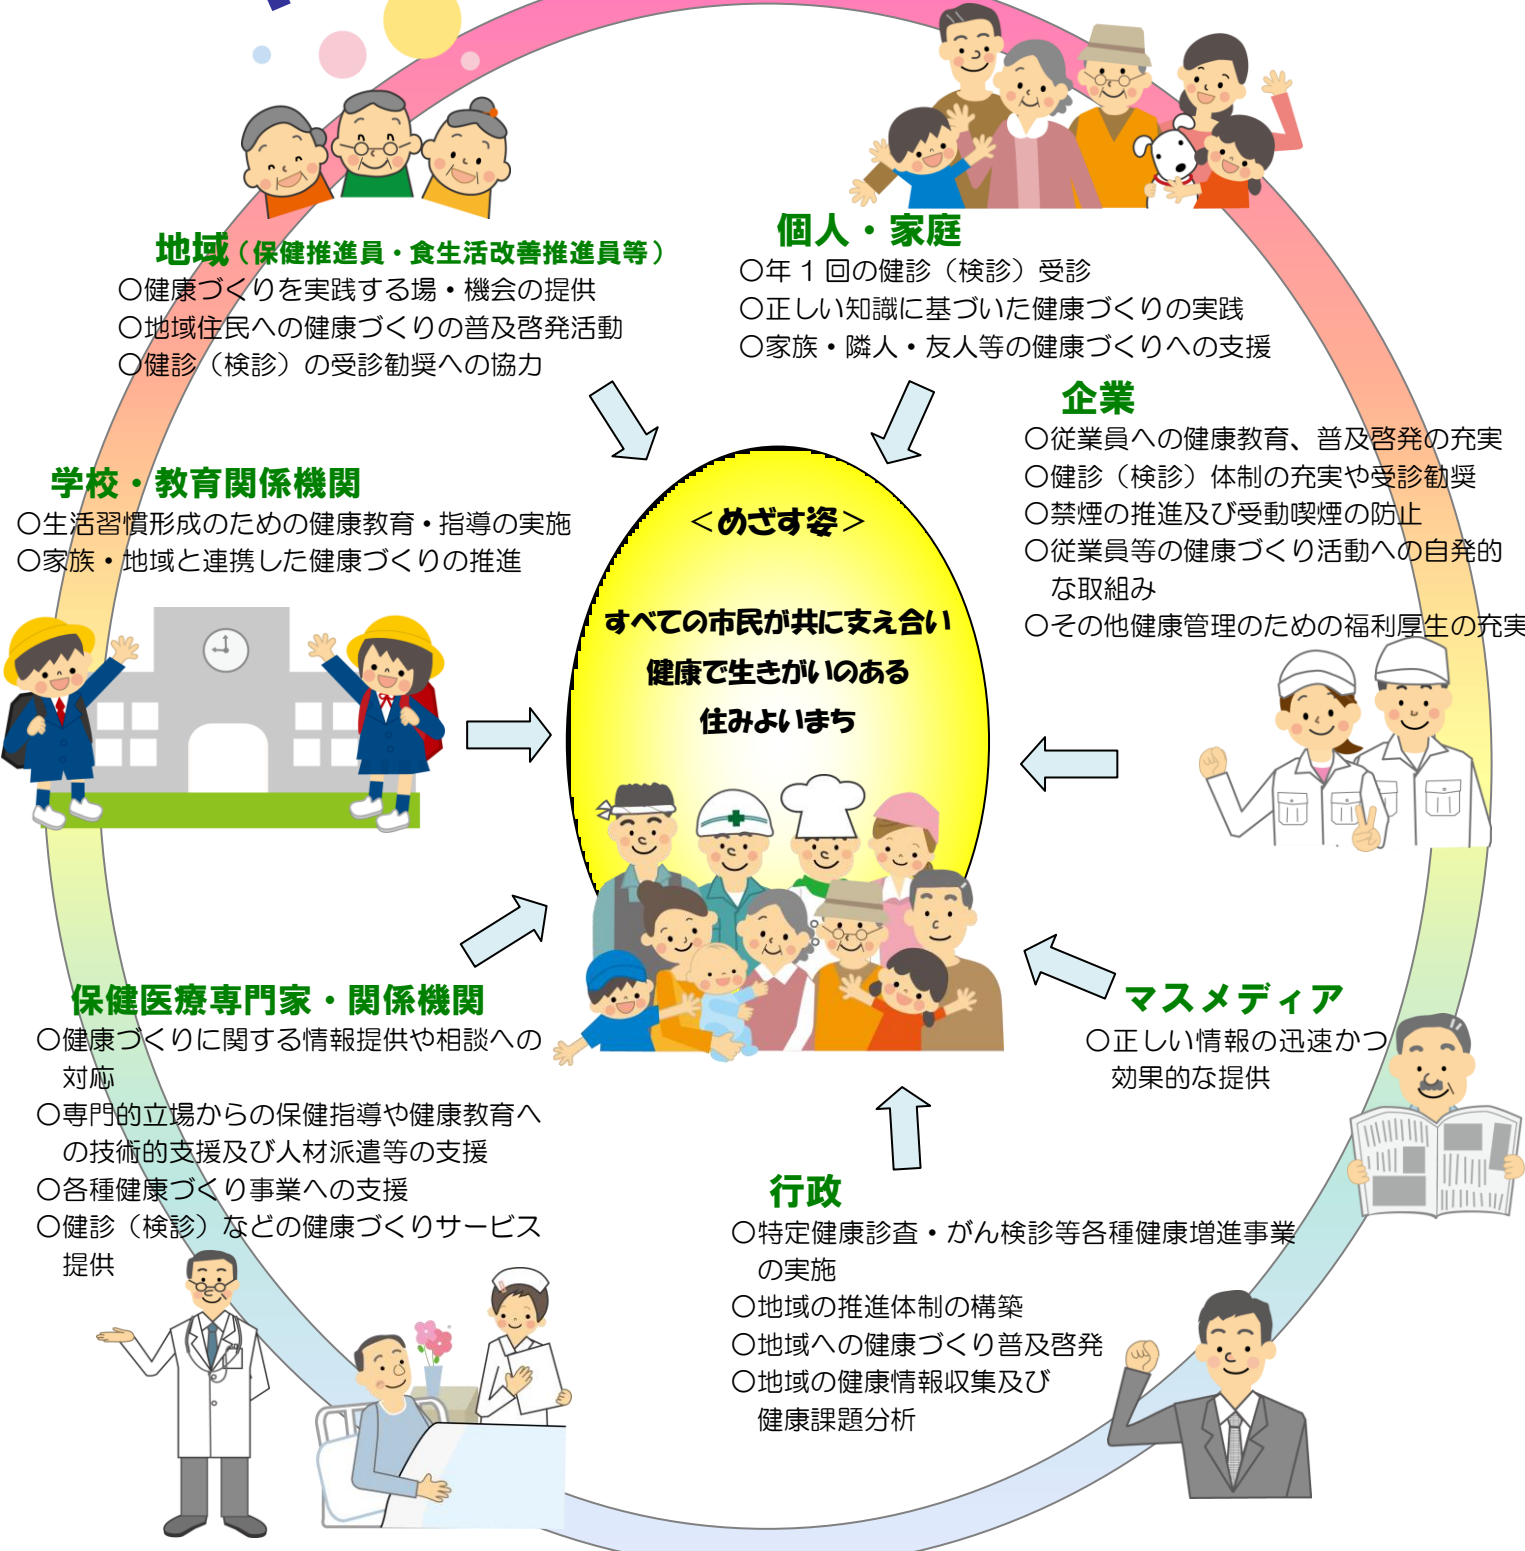 地域（保健推進員・食生活改善推進員等）
○健康づくりを実践する場・機会の提供
○地域住民への健康づくりの普及啓発活動
○健診（検診）の受診勧奨への協力
個人・家庭
○年１回の健診（検診）受診
○正しい知識に基づいた健康づくりの実践
○家族・隣人・友人等の健康づくりへの支援
企業
○従業員への健康教育、普及啓発の充実
○健診（検診）体制の充実や受診勧奨
○禁煙の推進及び受動喫煙の防止
○従業員等の健康づくり活動への自発的
な取組み
○その他健康管理のための福利厚生の充実
学校・教育関係機関
○生活習慣形成のための健康教育・指導の実施
○家族・地域と連携した健康づくりの推進
＜めざす姿＞
すべての市民が共に支え合い
健康で生きがいのある
住みよいまち
保健医療専門家・関係機関
○健康づくりに関する情報提供や相談への
対応
○専門的立場からの保健指導や健康教育へ
の技術的支援及び人材派遣等の支援
○各種健康づくり事業への支援
○健診（検診）などの健康づくりサービス
提供
マスメディア
○正しい情報の迅速かつ
効果的な提供
行政
○特定健康診査・がん検診等各種健康増進事業
の実施
○地域の推進体制の構築
○地域への健康づくり普及啓発
○地域の健康情報収集及び
健康課題分析